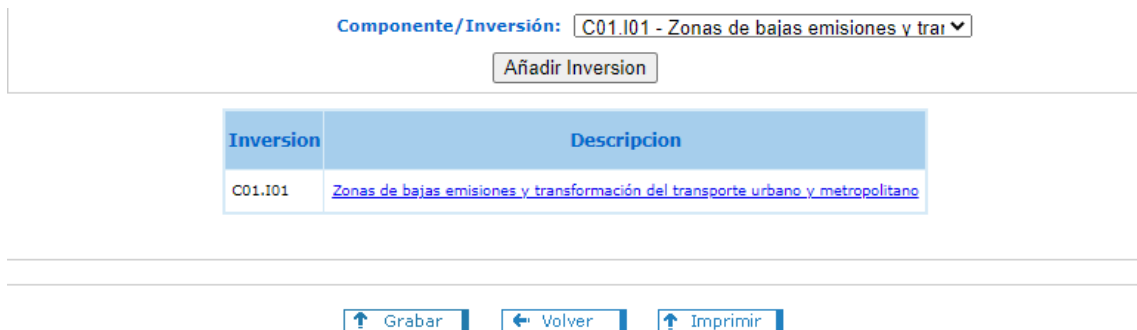 Componente/Inversión: C01.I01 - Zonas de bajas emisiones y trar
Añadir Inversion
Inversion Descripcion
C01.I01 Zonas de bajas emisiones y transformación del transporte urbano y metropolitano
Grabar Volver Imprimir